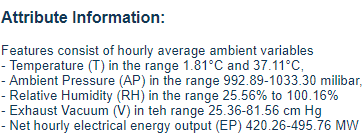 Attribute Information:
Features consist of hourly average ambient variables
- Temperature (T) in the range 1.81°C and 37.11°C,
- Ambient Pressure (AP) in the range 992.89-1033.30 milibar,
- Relative Humidity (RH) in the range 25.56% to 100.16%
- Exhaust Vacuum (V) in teh range 25.36-81.56 cm Hg
- Net hourly electrical energy output (EP) 420.26-495.76 MW